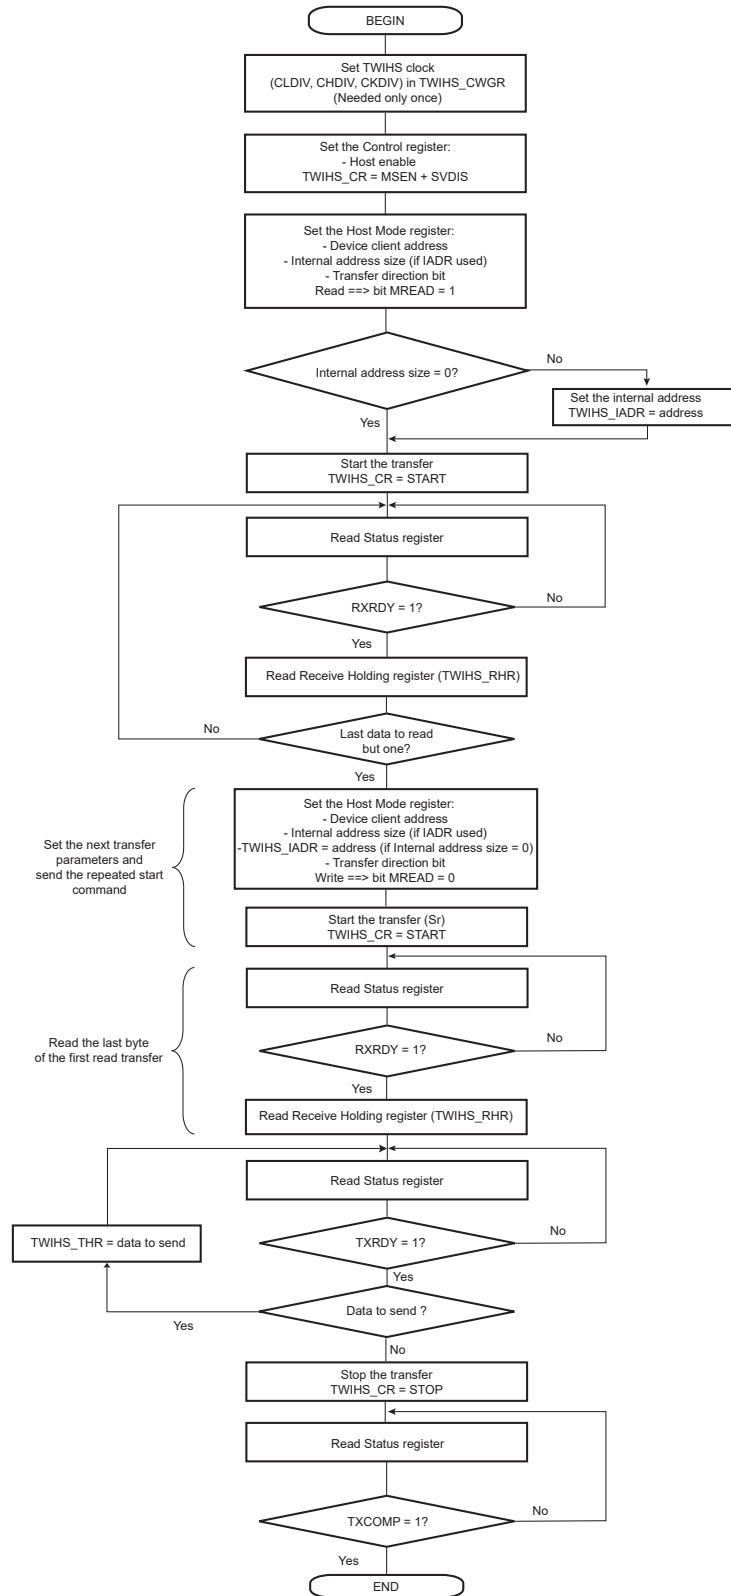 BEGIN
Set TWIHS clock
(CLDIV, CHDIV, CKDIV) in TWIHS_CWGR
(Needed only once)
Set the Control register:
- Host enable
TWIHS_CR = MSEN + SVDIS
Set the Host Mode register:
- Device client address
- Internal address size (if IADR used)
- Transfer direction bit
Read ==> bit MREAD = 1
Internal address size = 0?
No
Set the internal address
TWIHS_IADR = address
Yes
Start the transfer
TWIHS_CR = START
Read Status register
RXRDY = 1?
No
Yes
Read Receive Holding register (TWIHS_RHR)
Last data to read
but one?
No
Yes
Set the next transfer
parameters and
send the repeated start
command
Set the Host Mode register:
- Device client address
- Internal address size (if IADR used)
-TWIHS_IADR = address (if Internal address size = 0)
- Transfer direction bit
Write ==> bit MREAD = 0
Start the transfer (Sr)
TWIHS_CR = START
Read the last byte
of the first read transfer
Read Status register
RXRDY = 1?
No
Yes
Read Receive Holding register (TWIHS_RHR)
Read Status register
TWIHS_THR = data to send
TXRDY = 1?
No
Yes
Data to send ?
Yes
No
Stop the transfer
TWIHS_CR = STOP
Read Status register
TXCOMP = 1?
No
Yes
END